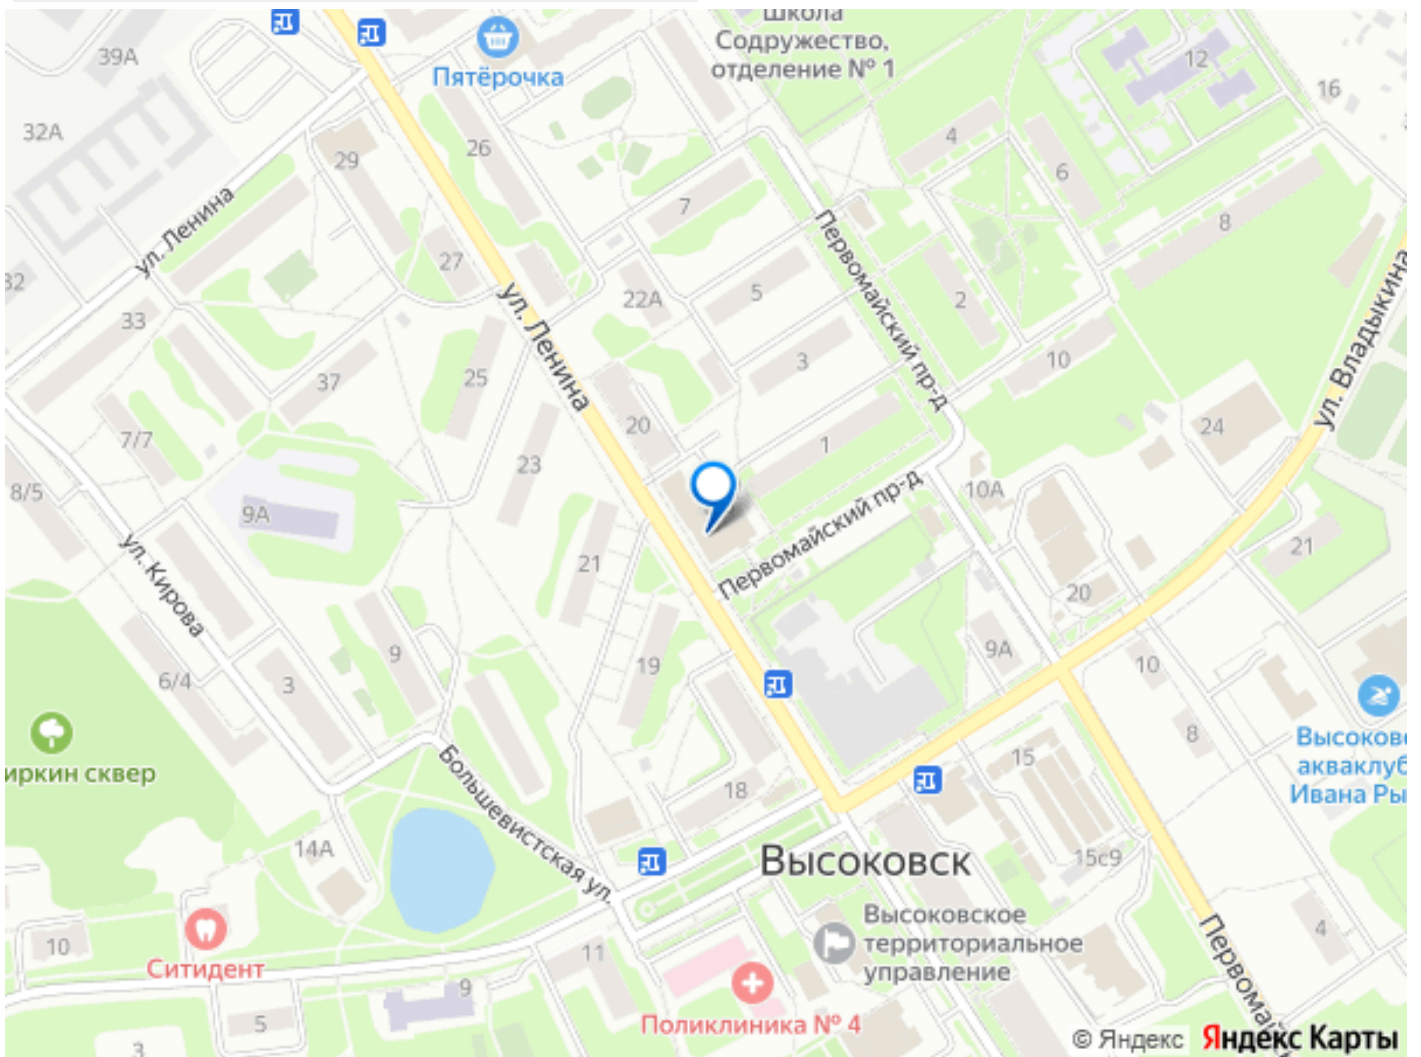 Школа
Содружество,
отделение № 1
39А
Пятёрочка
12
16
32А
26
4
29
6
ул. Ленина
7
Первомайский пр-д
8
27
32
22А
5
2
ул. Ленина
ул. Владыкина
33
3
10
37
25
20
24
7/7
1
23
8/5
9А
10А
Первомайский пр-д
21
21
ул. Кирова
20
9
19
9А
10
6/4
3
8
иркин сквер
15
Высоковс
акваклуб
Ивана Ры
Большевистская ул.
18
14А
Высоковск
15с9
Высоковское
территориальное
управление
4
10
Ситидент
11
Первомай
9
5
Поликлиника № 4
3
© Яндекс Яндекс Карты